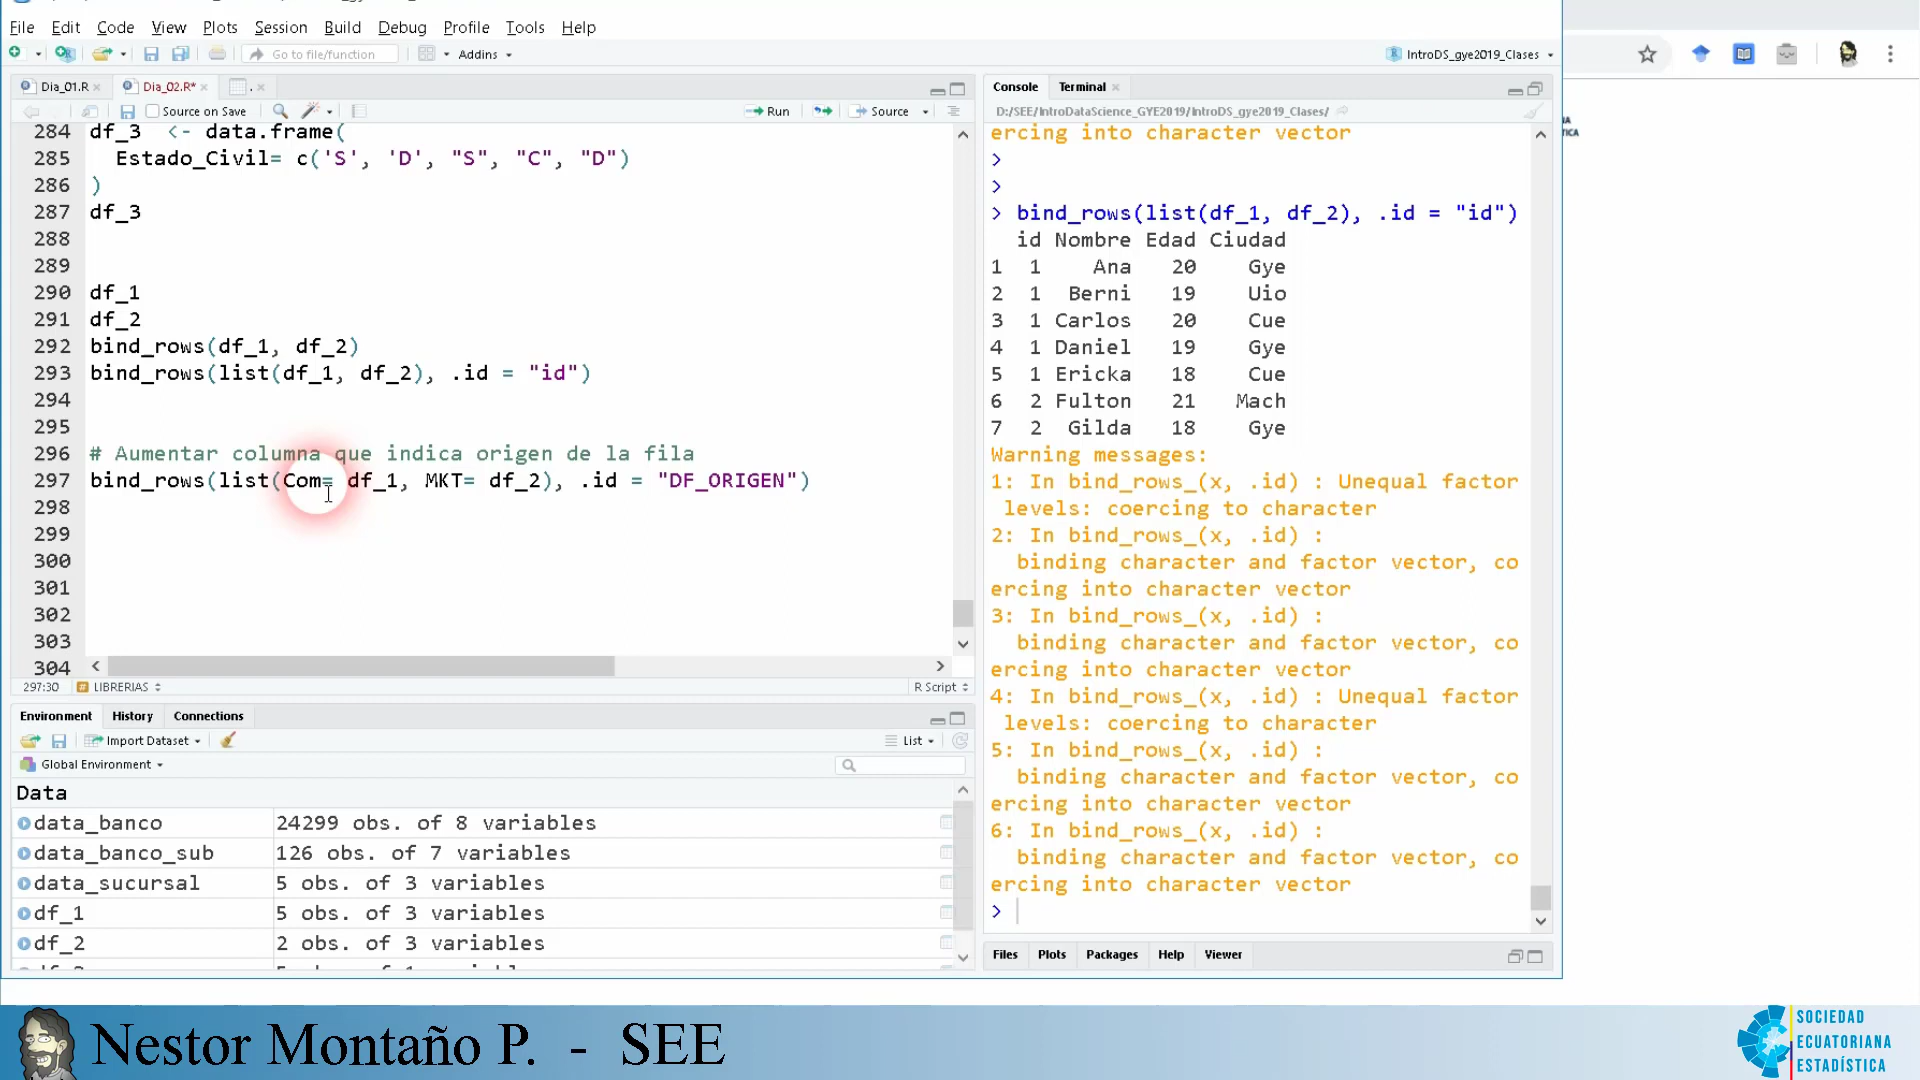 File Edit Code View Plots Session Build Debug Profile Tools Help
Go to file/function Addins IntroDS_gye2019_Clases
Dia_01.R Dia_02.R* .
Source on Save Run Source
284 df_3 <- data.frame(
285 Estado_Civil= c('S', 'D', "S", "C", "D")
286 )
287 df_3
288
289
290 df_1
291 df_2
292 bind_rows(df_1, df_2)
293 bind_rows(list(df_1, df_2), .id = "id")
294
295
296 # Aumentar columna que indica origen de la fila
297 bind_rows(list(Com= df_1, MKT= df_2), .id = "DF_ORIGEN")
298
299
300
301
302
303
304
297:30 LIBRERIAS R Script
Environment History Connections
Import Dataset List
Global Environment
Data
data_banco 24299 obs. of 8 variables
data_banco_sub 126 obs. of 7 variables
data_sucursal 5 obs. of 3 variables
df_1 5 obs. of 3 variables
df_2 2 obs. of 3 variables
Console Terminal
D:/SEE/IntroDataScience_GYE2019/IntroDS_gye2019_Clases/
ercing into character vector
>
>
> bind_rows(list(df_1, df_2), .id = "id")
id Nombre Edad Ciudad
1 1 Ana 20 Gye
2 1 Berni 19 Uio
3 1 Carlos 20 Cue
4 1 Daniel 19 Gye
5 1 Ericka 18 Cue
6 2 Fulton 21 Mach
7 2 Gilda 18 Gye
Warning messages:
1: In bind_rows_(x, .id) : Unequal factor
levels: coercing to character
2: In bind_rows_(x, .id) :
binding character and factor vector, co
ercing into character vector
3: In bind_rows_(x, .id) :
binding character and factor vector, co
ercing into character vector
4: In bind_rows_(x, .id) : Unequal factor
levels: coercing to character
5: In bind_rows_(x, .id) :
binding character and factor vector, co
ercing into character vector
6: In bind_rows_(x, .id) :
binding character and factor vector, co
ercing into character vector
>
Files Plots Packages Help Viewer
Nestor Montaño P. - SEE
SOCIEDAD
ECUATORIANA
ESTADÍSTICA